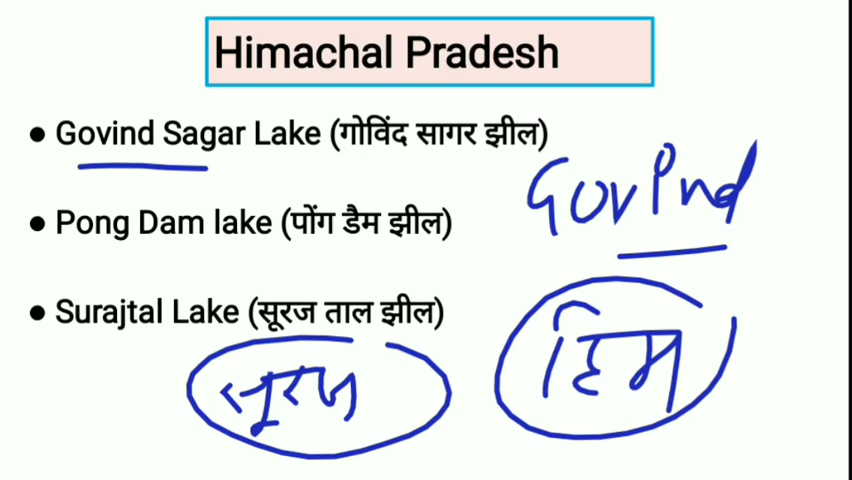 Himachal Pradesh
● Govind Sagar Lake (गोविंद सागर झील)
Govind
● Pong Dam lake (पोंग डैम झील)
● Surajtal Lake (सूरज ताल झील)
सूरज
हिम